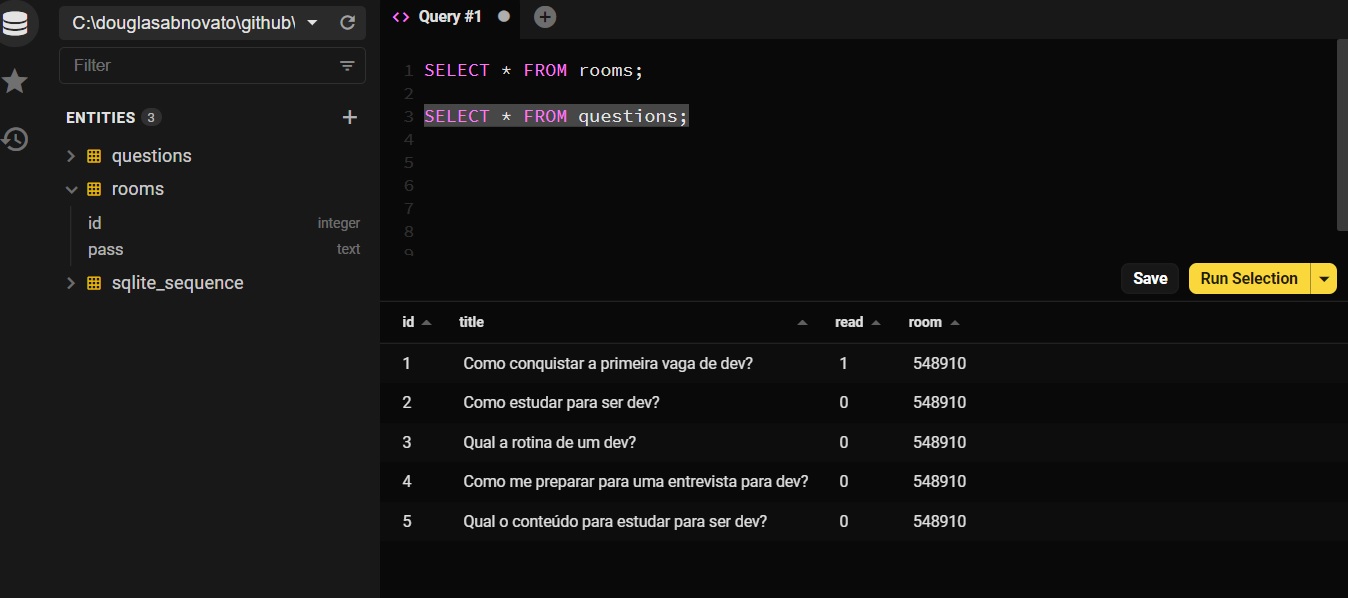 C:\douglasabnovato\github\
Filter
ENTITIES 3
questions
rooms
id integer
pass text
sqlite_sequence
Query #1
1 SELECT * FROM rooms;
2
3 SELECT * FROM questions;
4
5
6
7
8
9
Save Run Selection
id title read room
1 Como conquistar a primeira vaga de dev? 1 548910
2 Como estudar para ser dev? 0 548910
3 Qual a rotina de um dev? 0 548910
4 Como me preparar para uma entrevista para dev? 0 548910
5 Qual o conteúdo para estudar para ser dev? 0 548910